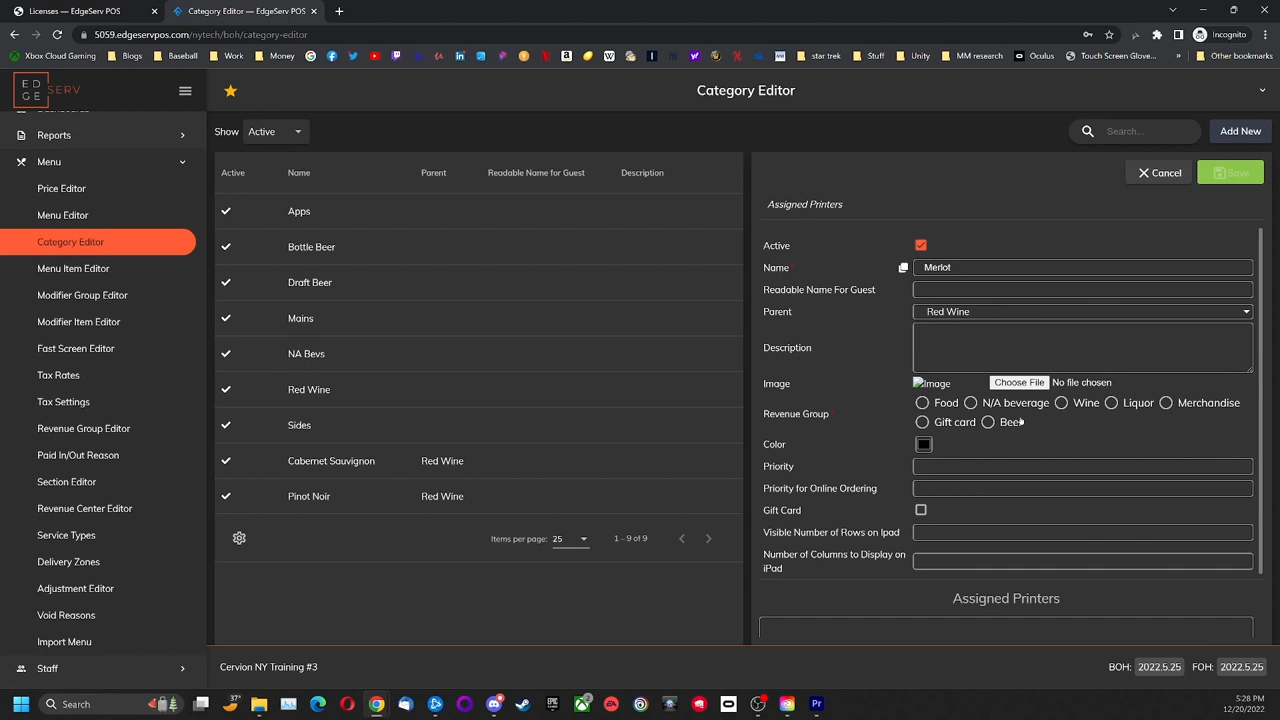 Licenses — EdgeServ POS
Category Editor — EdgeServ POS
5059.edgeservpos.com/nytech/boh/category-editor
Incognito
Xbox Cloud Gaming
Blogs
Baseball
Work
Money
star trek
Stuff
Unity
MM research
Oculus
Touch Screen Glove...
Other bookmarks
ED
GE SERV
Category Editor
Reports
Show
Active
Search...
Add New
Menu
Active
Name
Parent
Readable Name for Guest
Description
Cancel
Save
Price Editor
Menu Editor
Category Editor
Menu Item Editor
Modifier Group Editor
Modifier Item Editor
Fast Screen Editor
Tax Rates
Tax Settings
Revenue Group Editor
Paid In/Out Reason
Section Editor
Revenue Center Editor
Service Types
Delivery Zones
Adjustment Editor
Void Reasons
Import Menu
Staff
Apps
Bottle Beer
Draft Beer
Mains
NA Bevs
Red Wine
Sides
Cabernet Sauvignon Red Wine
Pinot Noir Red Wine
Items per page: 25 1 – 9 of 9
Assigned Printers
Active
Name * Merlot
Readable Name For Guest
Parent Red Wine
Description
Image Image Choose File No file chosen
Revenue Group * Food N/A beverage Wine Liquor Merchandise
Gift card Beer
Color
Priority
Priority for Online Ordering
Gift Card
Visible Number of Rows on Ipad
Number of Columns to Display on
iPad
Assigned Printers
Cervion NY Training #3
BOH: 2022.5.25 FOH: 2022.5.25
Search
37°
5:28 PM
12/20/2022